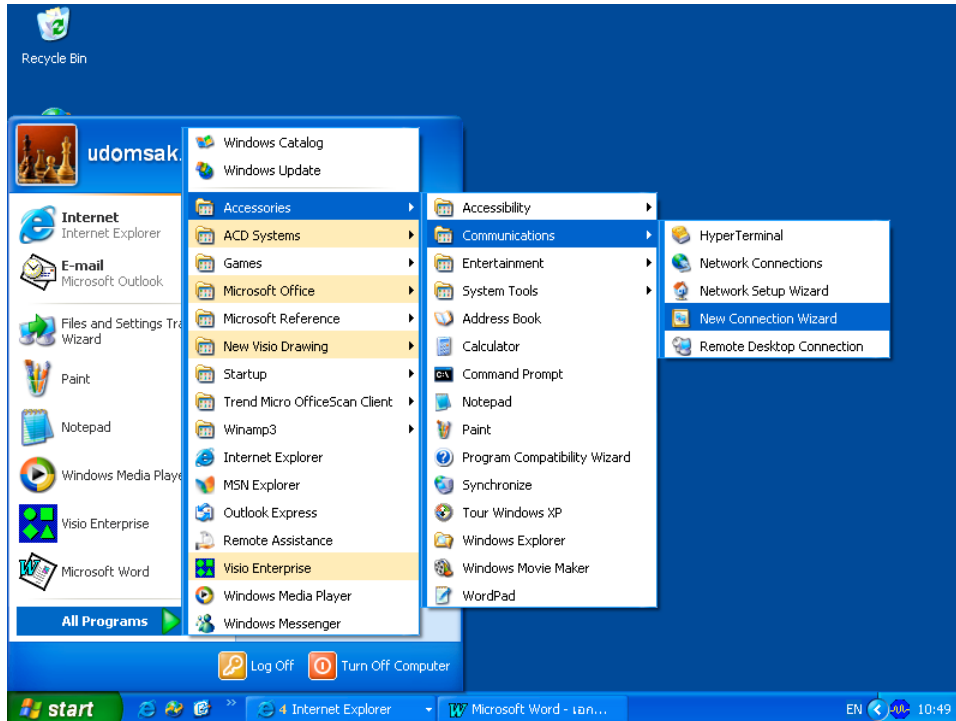 Recycle Bin
udomsak.
Internet
Internet Explorer
E-mail
Microsoft Outlook
Files and Settings Tra
Wizard
Paint
Notepad
Windows Media Playe
Visio Enterprise
Microsoft Word
All Programs
Windows Catalog
Windows Update
Accessories
ACD Systems
Games
Microsoft Office
Microsoft Reference
New Visio Drawing
Startup
Trend Micro OfficeScan Client
Winamp3
Internet Explorer
MSN Explorer
Outlook Express
Remote Assistance
Visio Enterprise
Windows Media Player
Windows Messenger
Accessibility
Communications
Entertainment
System Tools
Address Book
Calculator
Command Prompt
Notepad
Paint
Program Compatibility Wizard
Synchronize
Tour Windows XP
Windows Explorer
Windows Movie Maker
WordPad
HyperTerminal
Network Connections
Network Setup Wizard
New Connection Wizard
Remote Desktop Connection
Log Off
Turn Off Computer
start
4 Internet Explorer
Microsoft Word - เอก...
EN
10:49